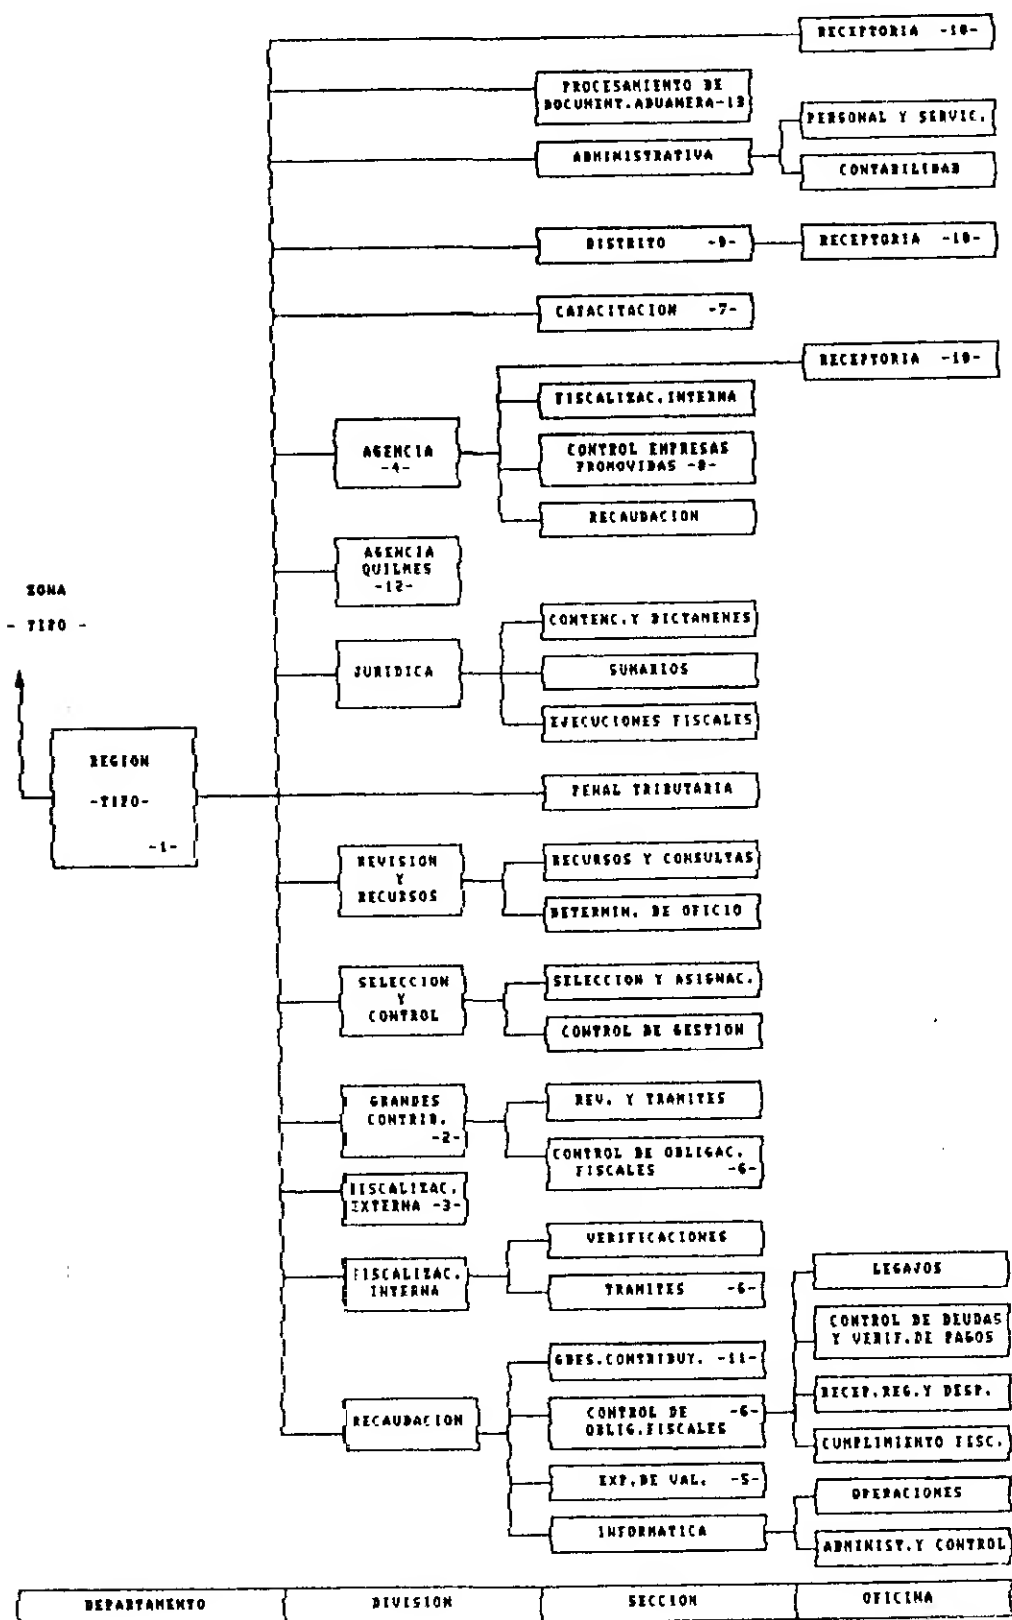 RECEPTORIA -10-
PROCESAMIENTO DE
DOCUMENT.ADUANERA-13
PERSONAL Y SERVIC.
ADMINISTRATIVA
CONTABILIDAD
DISTRITO -9-
RECEPTORIA -10-
CAPACITACION -7-
RECEPTORIA -10-
FISCALIZAC.INTERNA
AGENCIA
-4-
CONTROL EMPRESAS
PROMOVIDAS -8-
RECAUDACION
AGENCIA
QUILMES
-12-
ZONA
- TIPO -
CONTENC.Y DICTAMENES
JURIDICA
SUMARIOS
EJECUCIONES FISCALES
REGION
-TIPO-
-1-
PENAL TRIBUTARIA
REVISION
Y
RECURSOS
RECURSOS Y CONSULTAS
DETERMIN. DE OFICIO
SELECCION
Y
CONTROL
SELECCION Y ASIGNAC.
CONTROL DE GESTION
GRANDES
CONTRIB.
-2-
REV. Y TRAMITES
CONTROL DE OBLIGAC.
FISCALES -6-
FISCALIZAC.
EXTERNA -3-
VERIFICACIONES
FISCALIZAC.
INTERNA
TRAMITES -6-
LEGAJOS
CONTROL DE DEUDAS
Y VERIF.DE PAGOS
GDES.CONTRIBUY. -11-
RECEP.REG.Y DESP.
RECAUDACION
CONTROL DE -6-
OBLIG.FISCALES
CUMPLIMIENTO FISC.
EXP.DE VAL. -5-
OPERACIONES
INFORMATICA
ADMINIST.Y CONTROL
DEPARTAMENTO DIVISION SECCION OFICINA